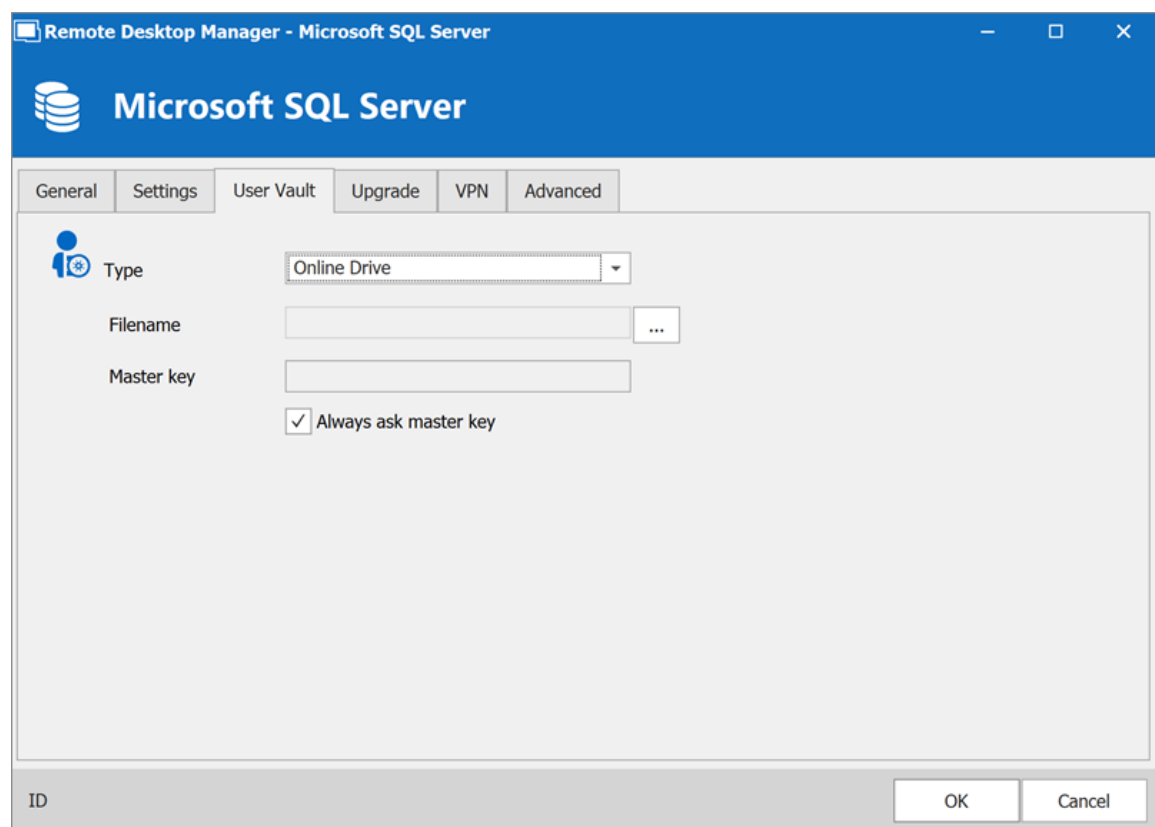 Remote Desktop Manager - Microsoft SQL Server
Microsoft SQL Server
General Settings User Vault Upgrade VPN Advanced
Type Online Drive
Filename ...
Master key
Always ask master key
ID OK Cancel